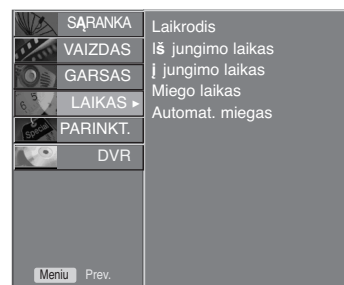 SĄRANKA
VAIZDAS
GARSAS
LAIKAS ►
PARINKT.
DVR
Laikrodis
Iš jungimo laikas
Į jungimo laikas
Miego laikas
Automat. miegas
Meniu Prev.